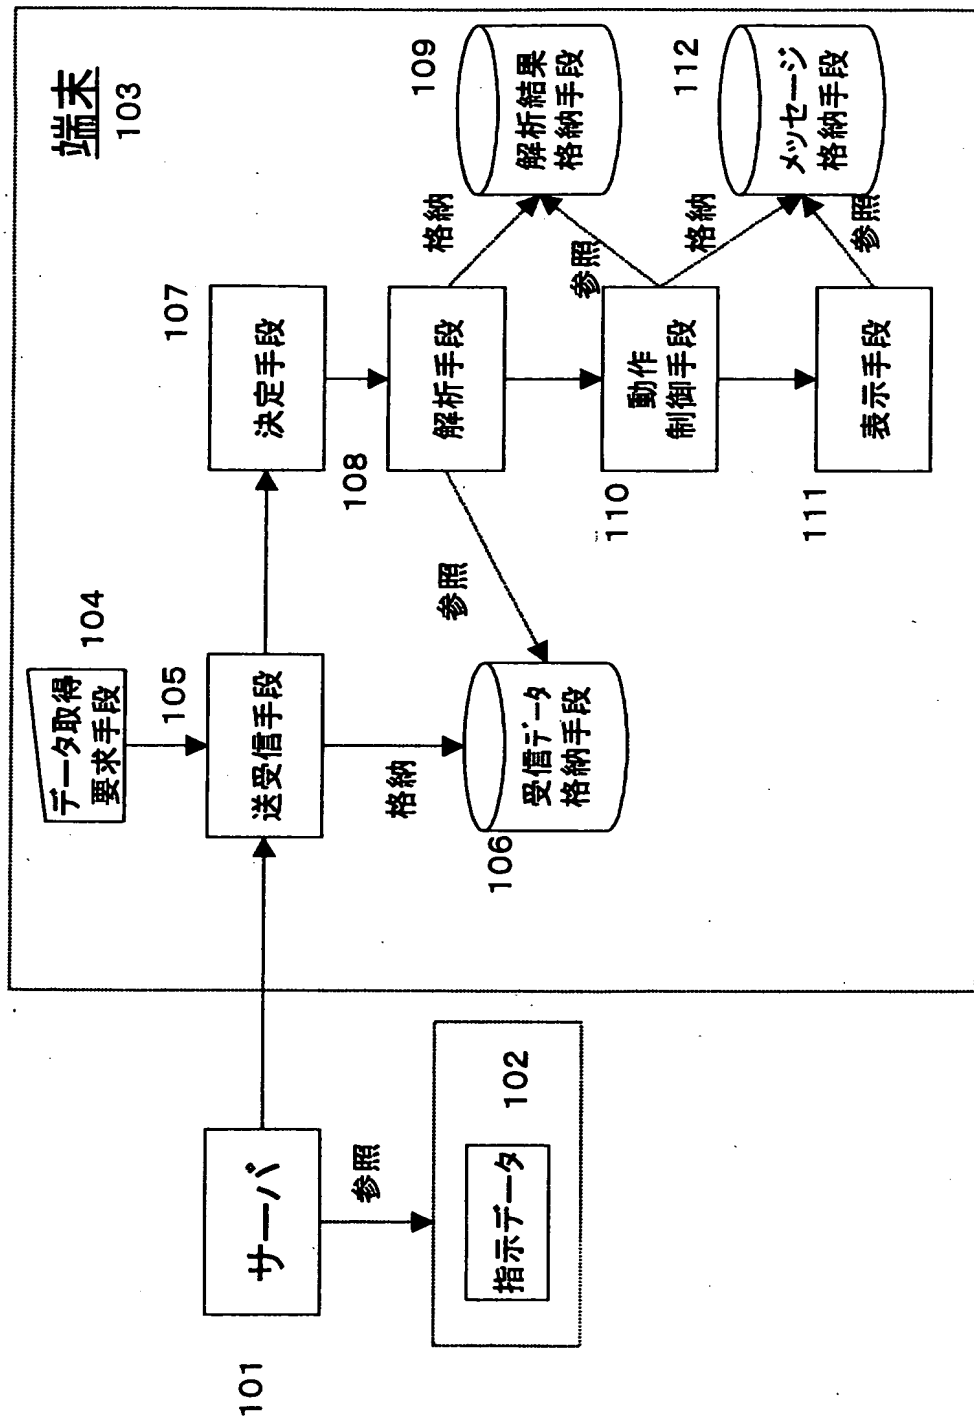 端末
103
データ取得
要求手段
104
105
送受信手段
107
決定手段
サーバ
101
参照
指示データ
102
格納
受信データ
格納手段
106
参照
108
解析手段
格納
解析結果
格納手段
109
参照
110
動作
制御手段
格納
メッセージ
格納手段
112
参照
111
表示手段